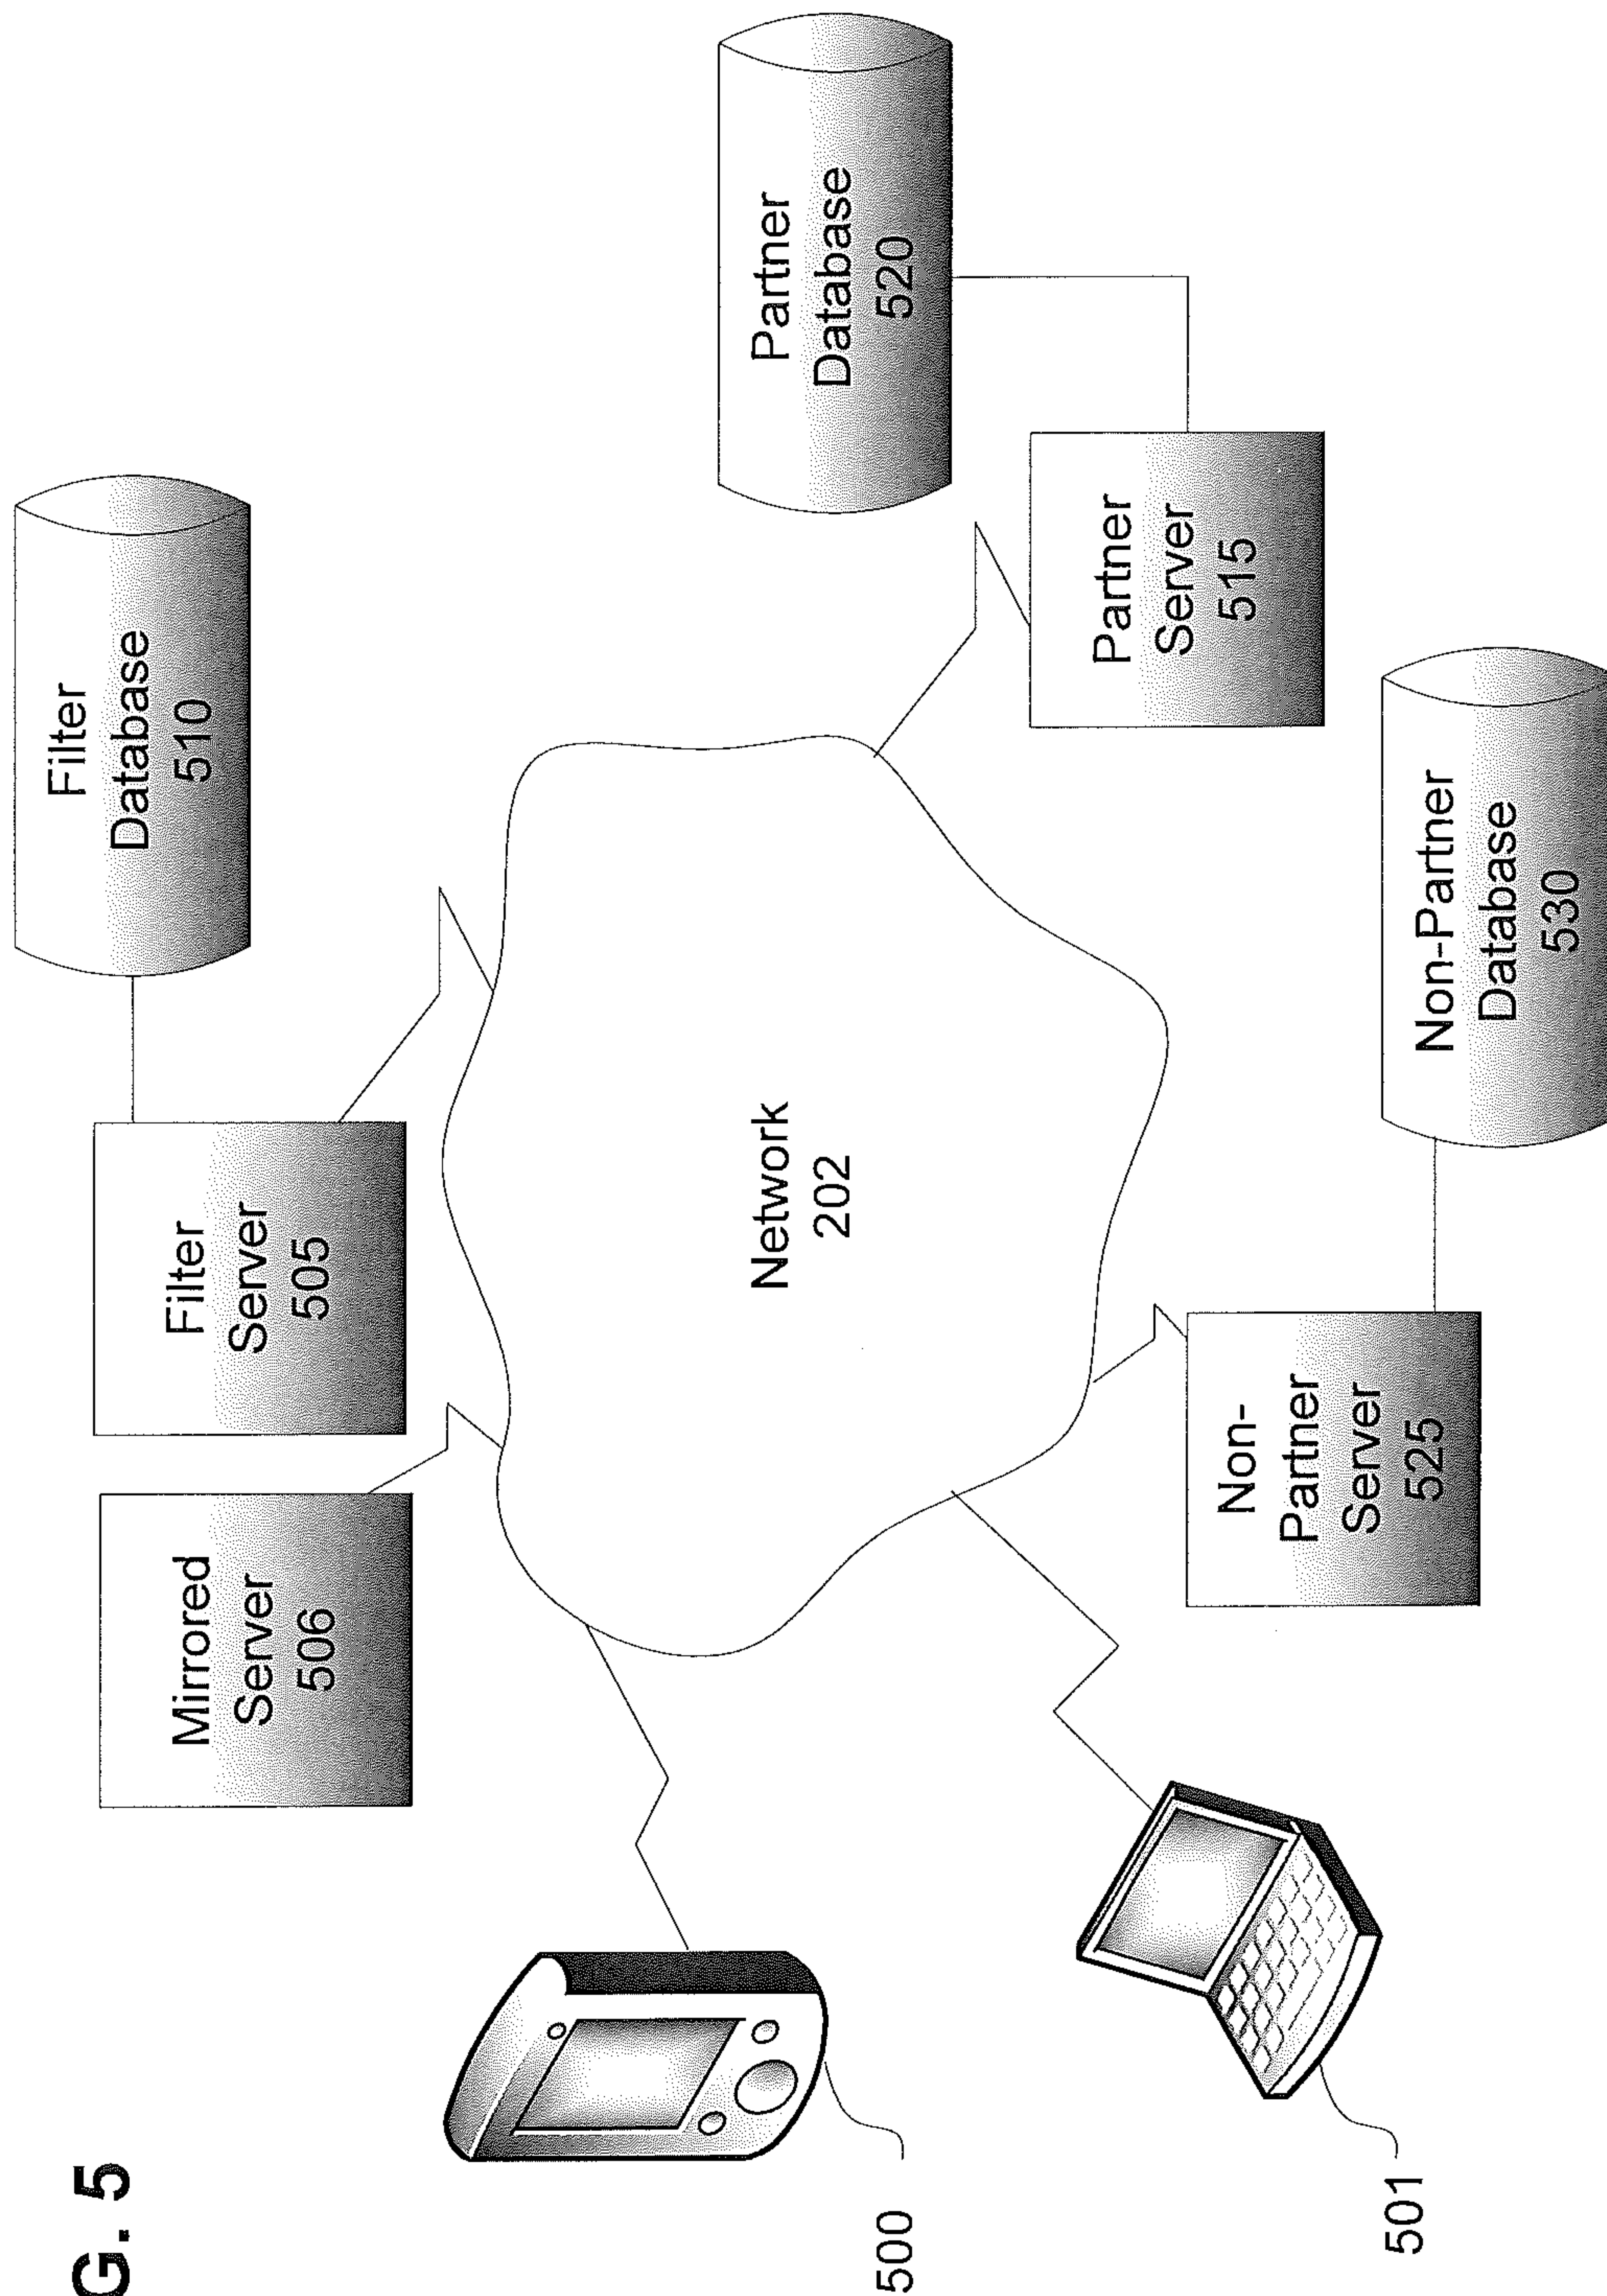 G. 5
Mirrored
Server
506
Filter
Server
505
Filter
Database
510
Network
202
Partner
Database
520
Partner
Server
515
Non-
Partner
Server
525
Non-Partner
Database
530
500
501